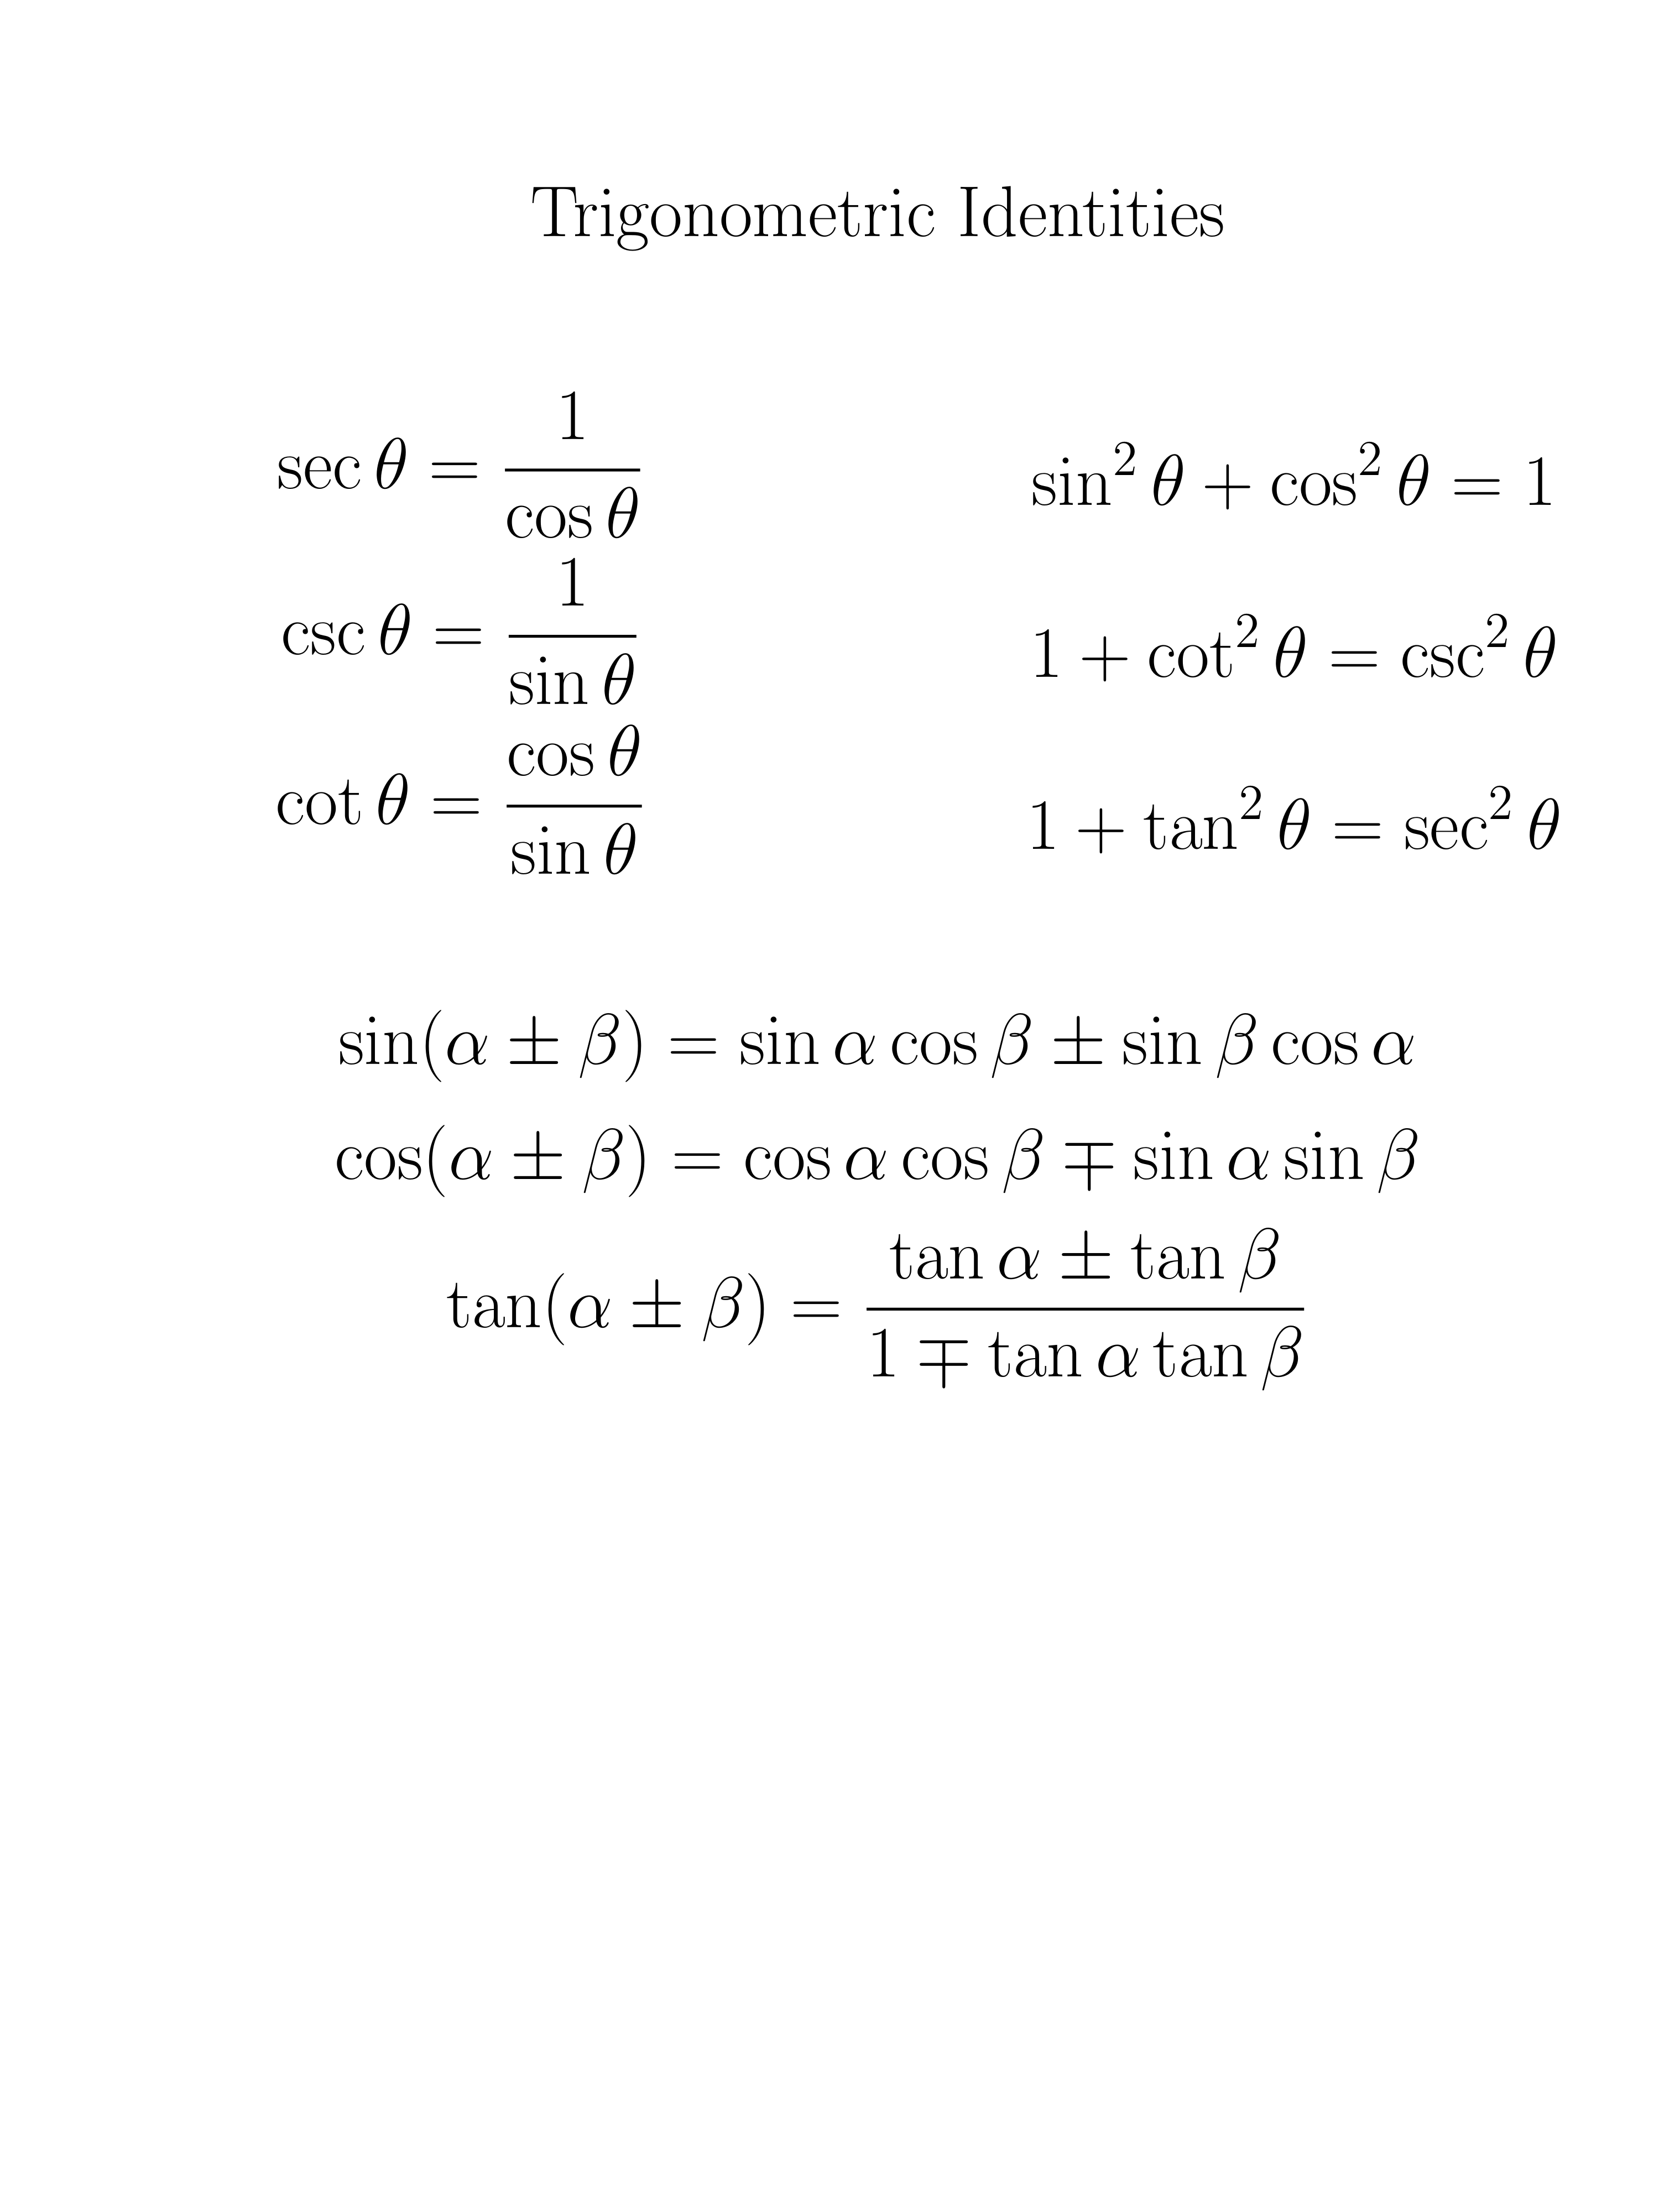 Trigonometric Identities
sec θ = 1/cos θ
csc θ = 1/sin θ
cot θ = cos θ/sin θ
sin² θ + cos² θ = 1
1 + cot² θ = csc² θ
1 + tan² θ = sec² θ
sin(α ± β) = sin α cos β ± sin β cos α
cos(α ± β) = cos α cos β ∓ sin α sin β
tan(α ± β) = (tan α ± tan β)/(1 ∓ tan α tan β)